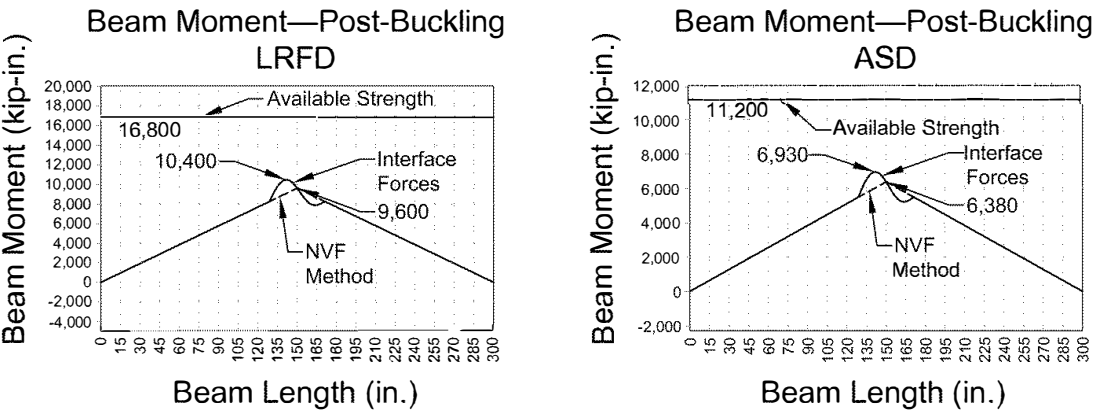 Beam Moment—Post-Buckling
LRFD
Beam Moment (kip-in.)
20,000
18,000
16,000
14,000
12,000
10,000
8,000
6,000
4,000
2,000
0
-2,000
-4,000
Available Strength
16,800
10,400
Interface
Forces
9,600
NVF
Method
0 15 30 45 60 75 90 105 120 135 150 165 180 195 210 225 240 255 270 285 300
Beam Length (in.)
Beam Moment—Post-Buckling
ASD
Beam Moment (kip-in.)
12,000
10,000
8,000
6,000
4,000
2,000
0
-2,000
11,200
Available Strength
6,930
Interface
Forces
6,380
NVF
Method
0 15 30 45 60 75 90 105 120 135 150 165 180 195 210 225 240 255 270 285 300
Beam Length (in.)